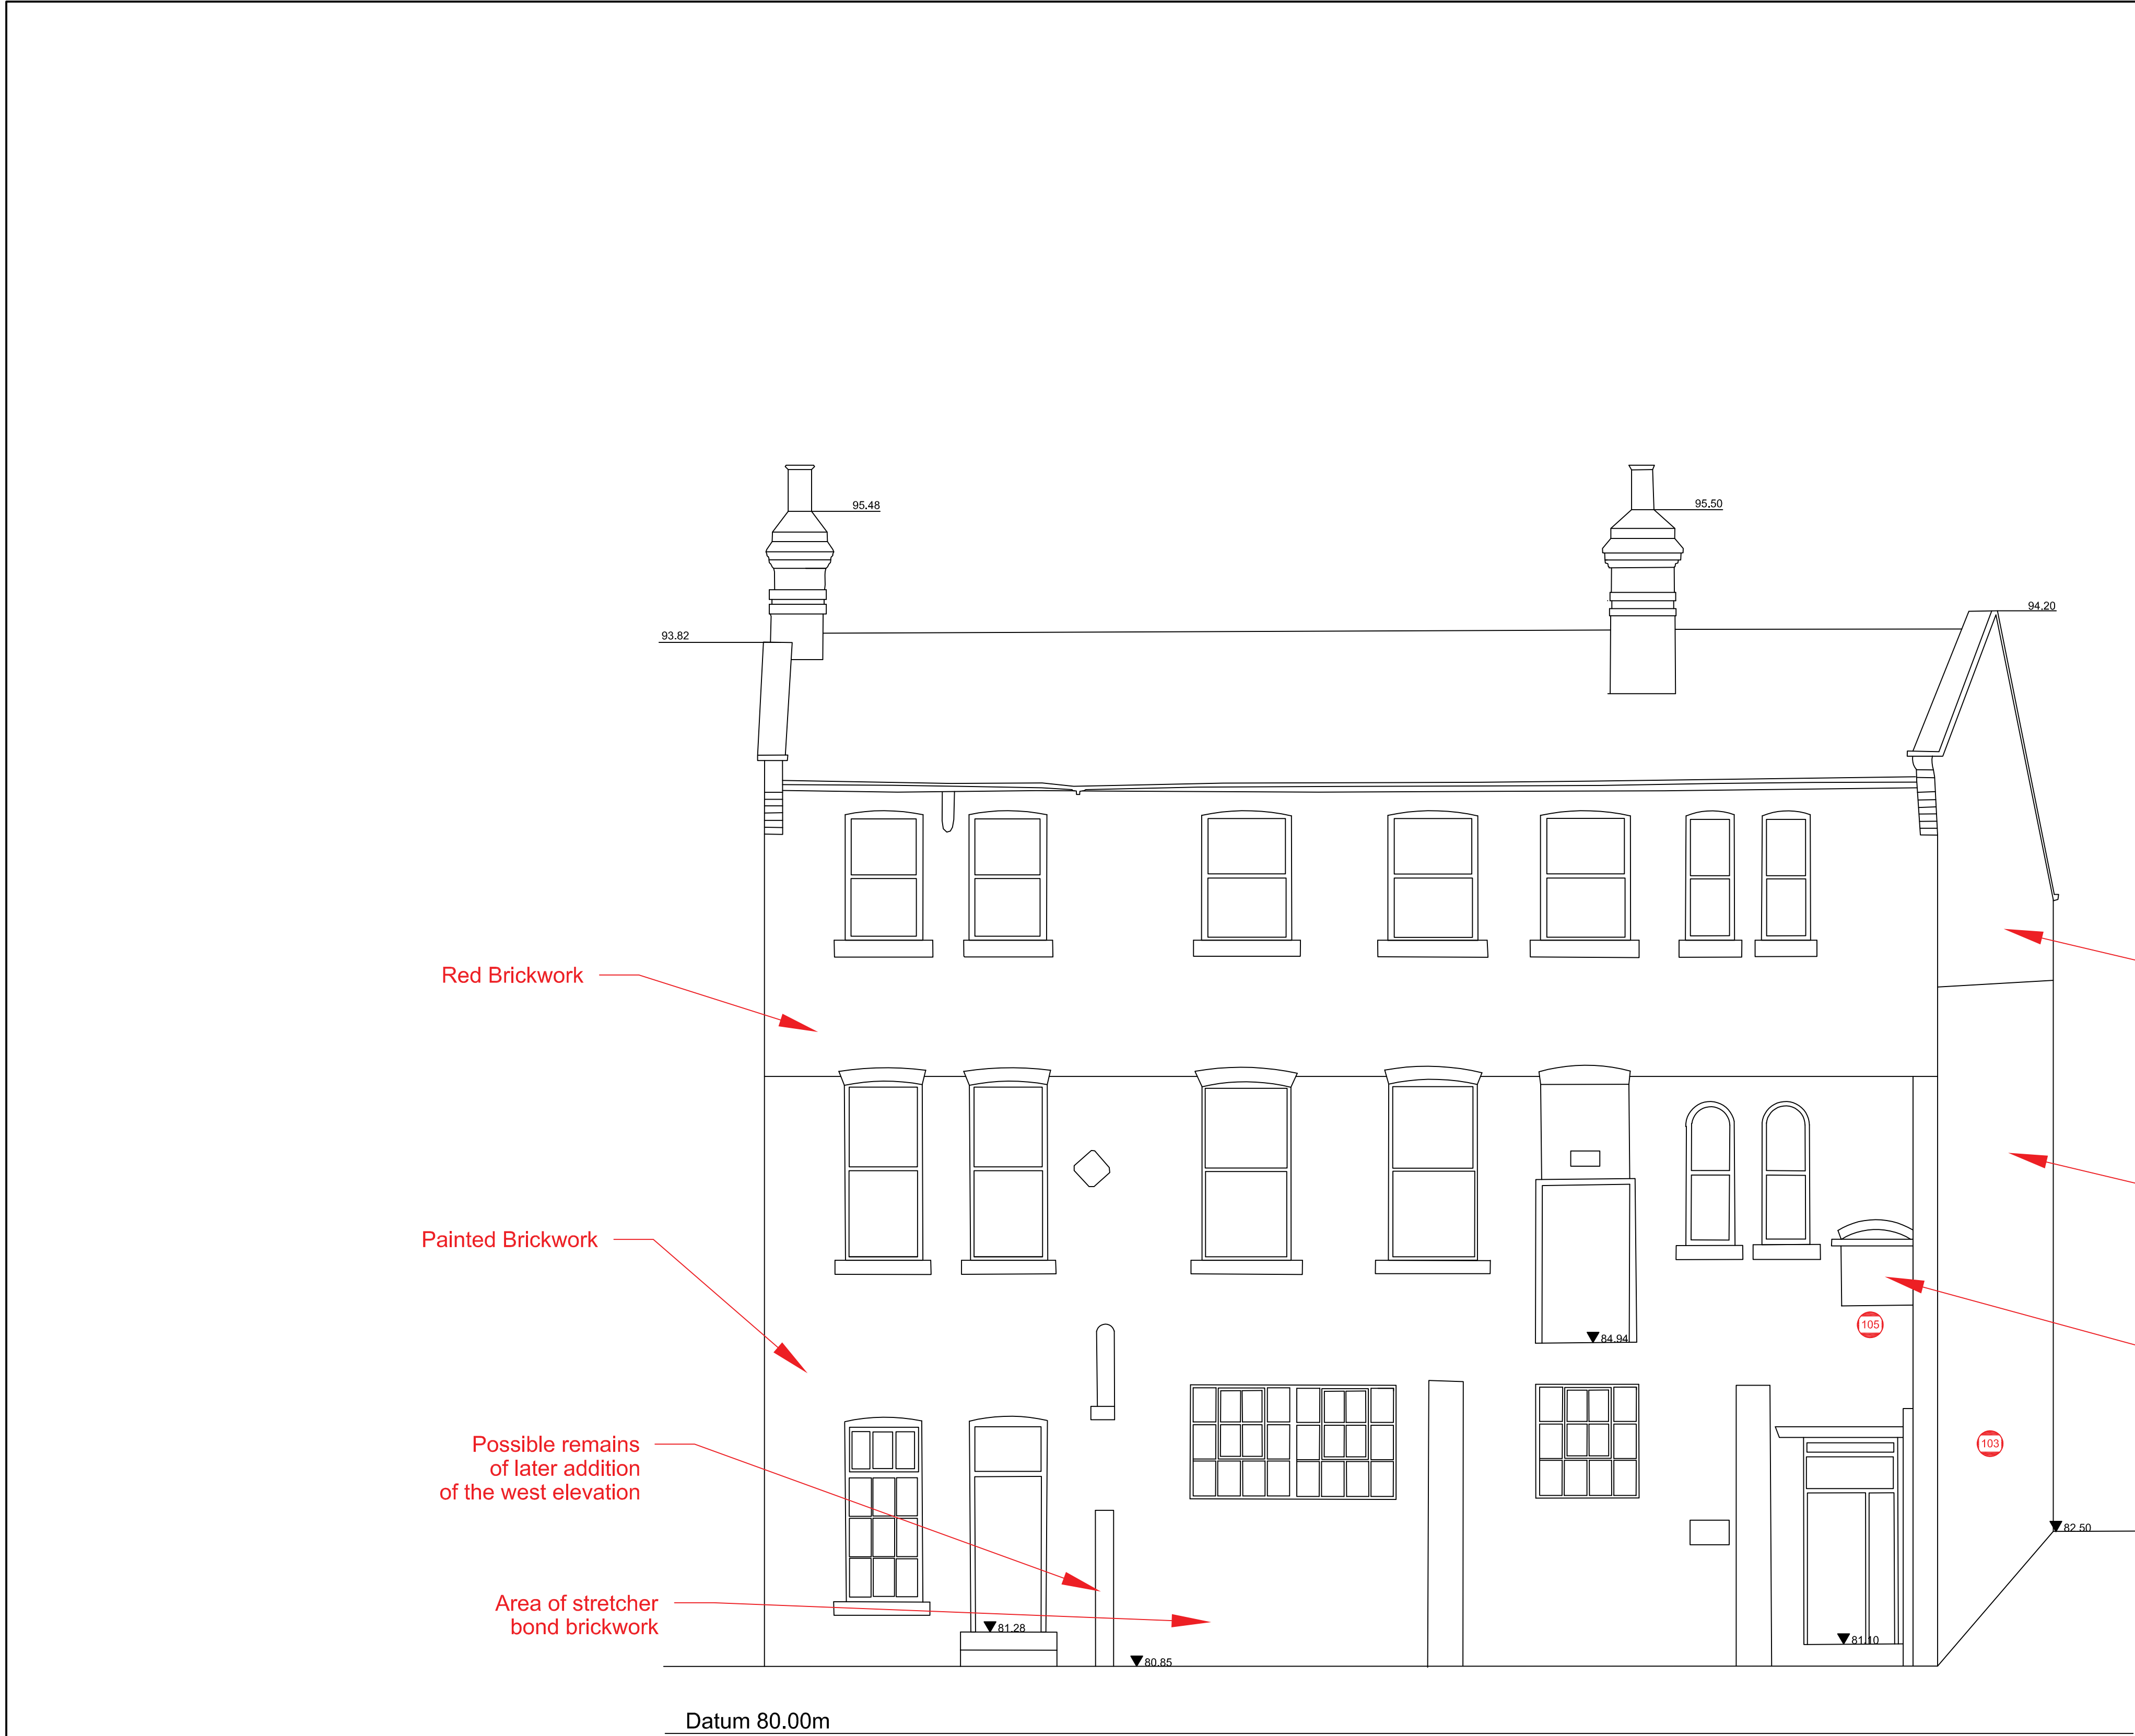 95.48
95.50
94.20
93.82
Red Brickwork
Painted Brickwork
105
84.94
Possible remains
of later addition
of the west elevation
103
82.50
Area of stretcher
bond brickwork
81.28
81.10
80.85
Datum 80.00m